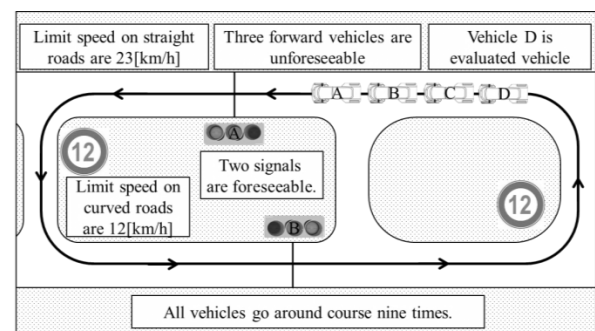 Limit speed on straight
roads are 23[km/h]
Three forward vehicles are
unforeseeable
Vehicle D is
evaluated vehicle
A B C D
A
12
Two signals
are foreseeable.
Limit speed on
curved roads
are 12[km/h]
12
B
All vehicles go around course nine times.